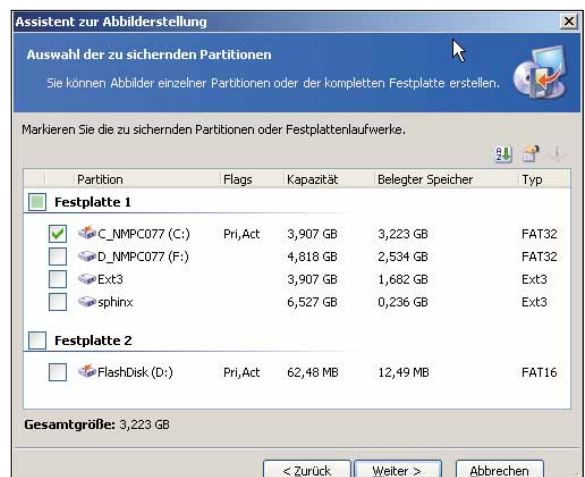 Assistent zur Abbilderstellung
Auswahl der zu sichernden Partitionen
Sie können Abbilder einzelner Partitionen oder der kompletten Festplatte erstellen.
Markieren Sie die zu sichernden Partitionen oder Festplattenlaufwerke.
Partition Flags Kapazität Belegter Speicher Typ
Festplatte 1
C_NMPC077 (C:) Pri,Act 3,907 GB 3,223 GB FAT32
D_NMPC077 (F:) 4,818 GB 2,534 GB FAT32
Ext3 3,907 GB 1,682 GB Ext3
sphinx 6,527 GB 0,236 GB Ext3
Festplatte 2
FlashDisk (D:) Pri,Act 62,48 MB 12,49 MB FAT16
Gesamtgröße: 3,223 GB
< Zurück Weiter > Abbrechen